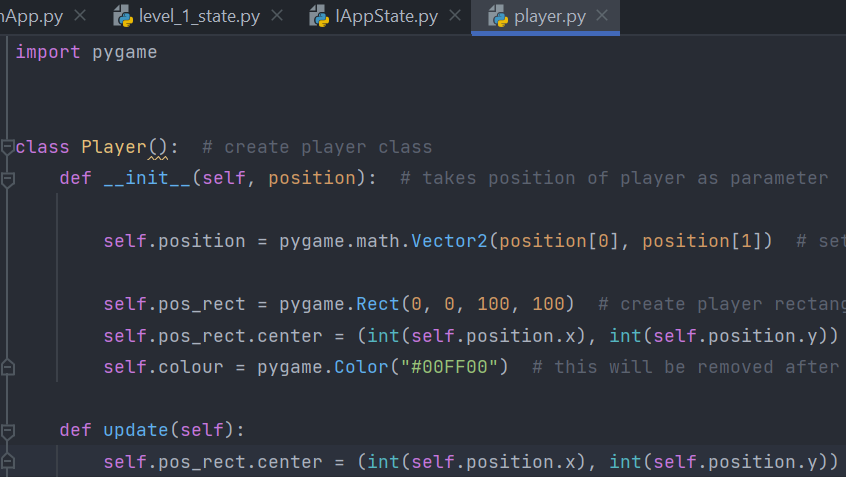 nApp.py level_1_state.py IAppState.py player.py
import pygame
class Player():  # create player class
    def __init__(self, position):  # takes position of player as parameter
        self.position = pygame.math.Vector2(position[0], position[1])  # set
        self.pos_rect = pygame.Rect(0, 0, 100, 100)  # create player rectang
        self.pos_rect.center = (int(self.position.x), int(self.position.y))
        self.colour = pygame.Color("#00FF00")  # this will be removed after
    def update(self):
        self.pos_rect.center = (int(self.position.x), int(self.position.y))